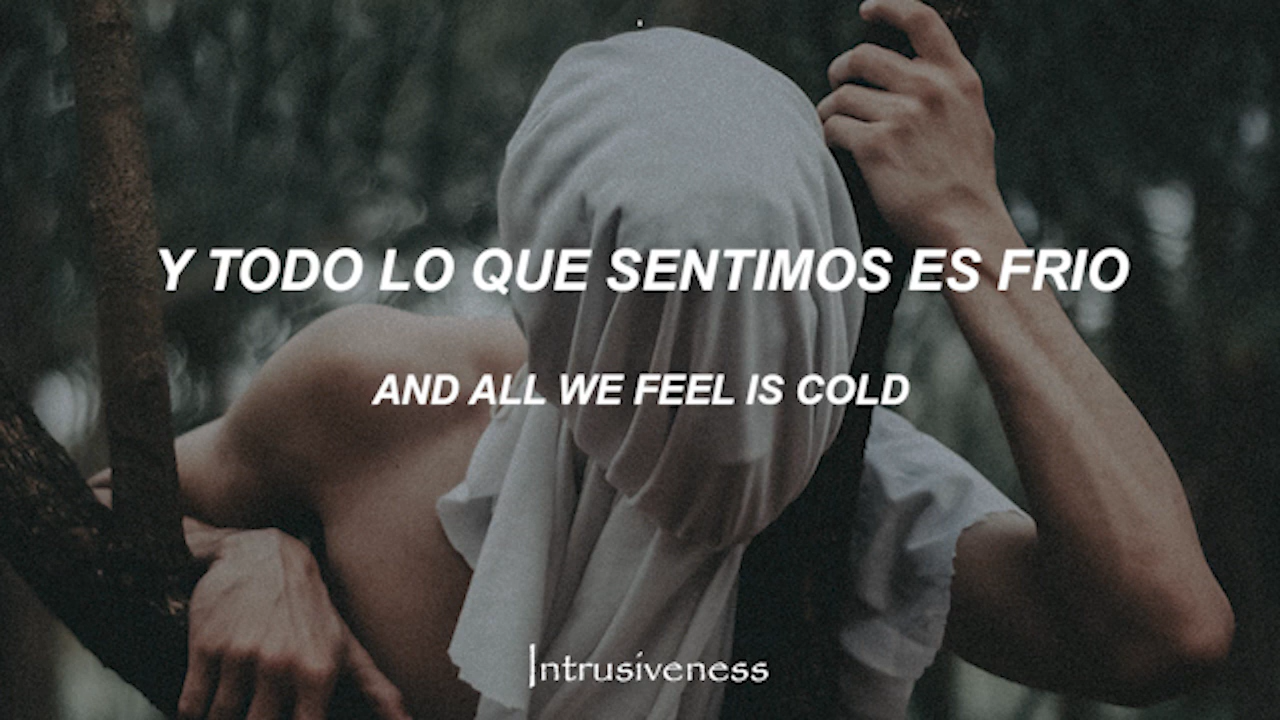 Y TODO LO QUE SENTIMOS ES FRIO
AND ALL WE FEEL IS COLD
Intrusiveness